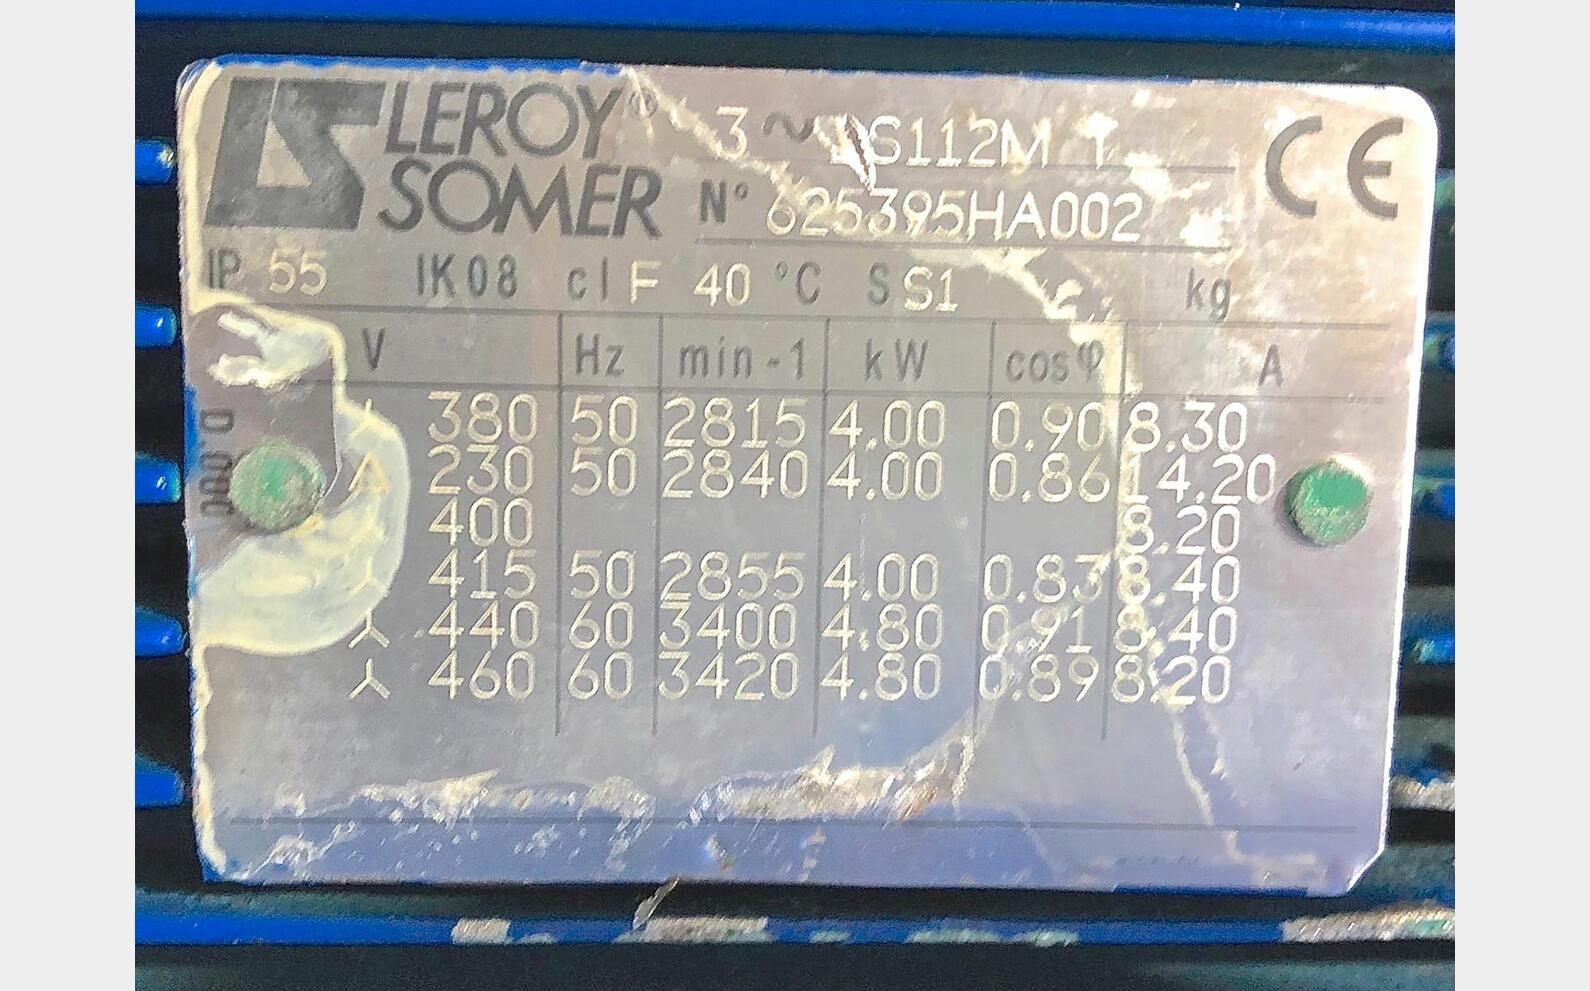 LEROY® SOMER
3 ~ LS112M T
CE
N° 625395HA002
IP 55 IK08 cl F 40 °C S S1 kg
V Hz min-1 kW cosφ A
380 50 2815 4.00 0.90 8.30
Δ 230 50 2840 4.00 0.86 14.20
400 8.20
415 50 2855 4.00 0.83 8.40
440 60 3400 4.80 0.91 8.40
460 60 3420 4.80 0.89 8.20